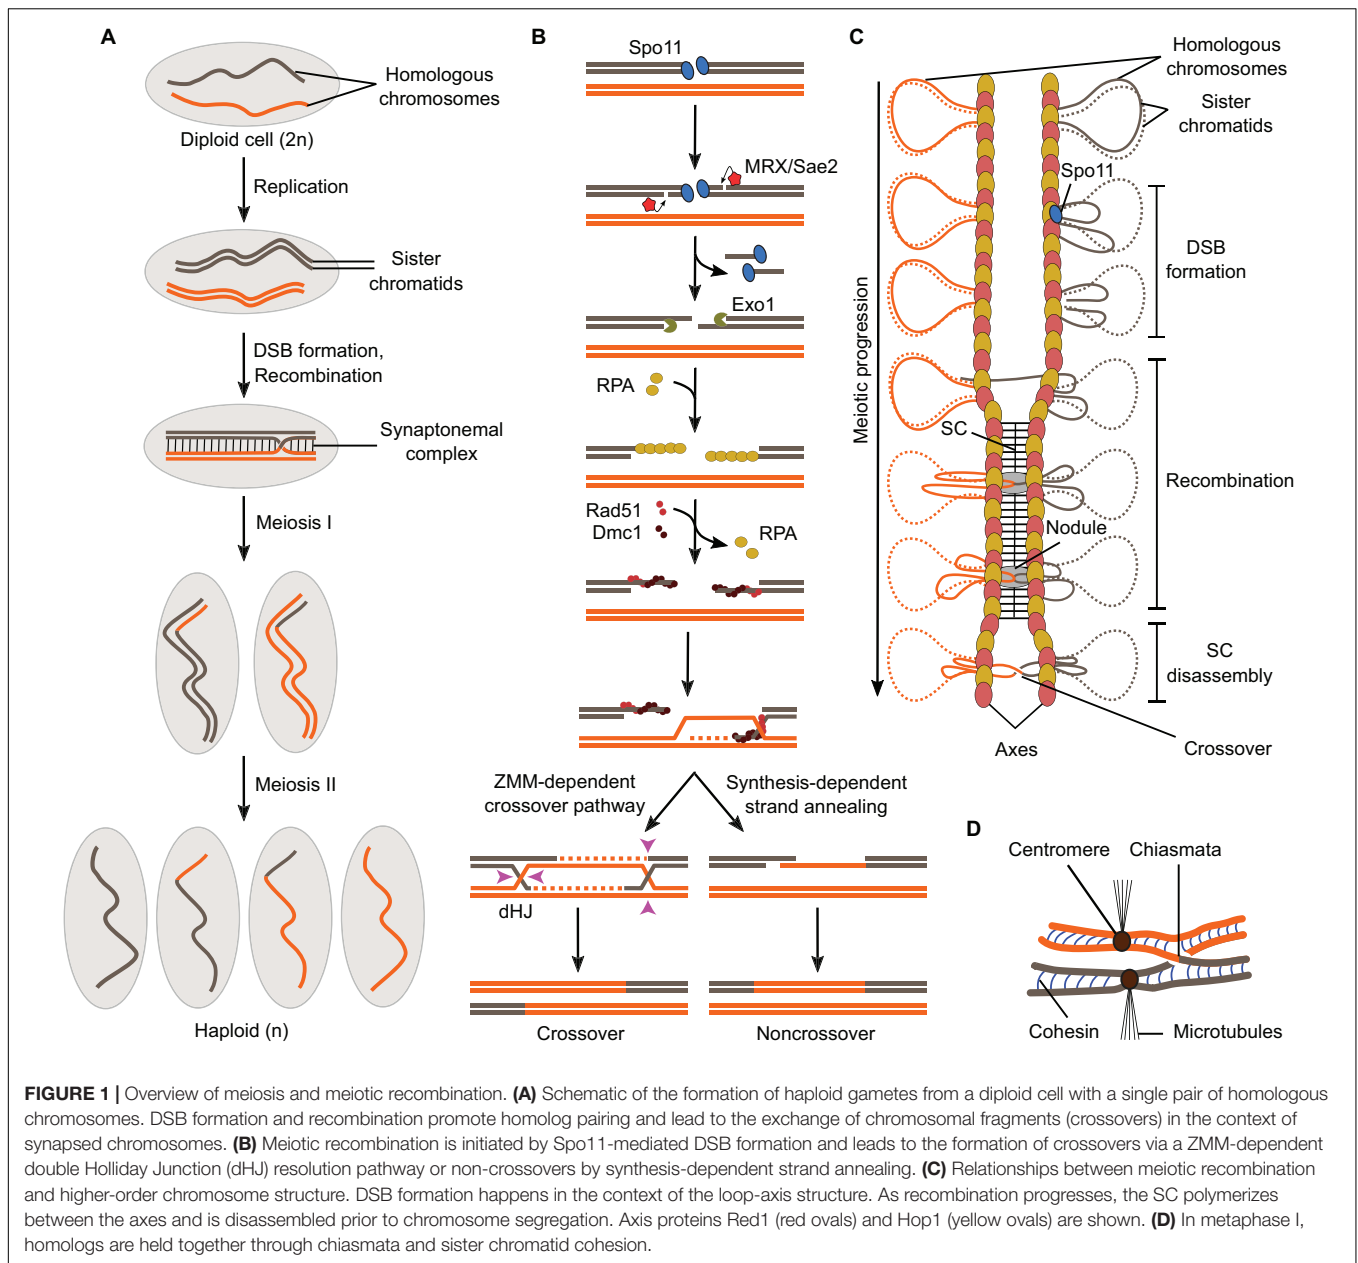 A
Homologous
chromosomes
Diploid cell (2n)
Replication
Sister
chromatids
DSB formation,
Recombination
Synaptonemal
complex
Meiosis I
Meiosis II
Haploid (n)
B
Spo11
MRX/Sae2
Exo1
RPA
Rad51
Dmc1
RPA
ZMM-dependent
crossover pathway
Synthesis-dependent
strand annealing
dHJ
Crossover
Noncrossover
C
Homologous
chromosomes
Sister
chromatids
Spo11
DSB
formation
Meiotic progression
SC
Recombination
Nodule
SC
disassembly
Axes
Crossover
D
Centromere
Chiasmata
Cohesin
Microtubules
FIGURE 1 | Overview of meiosis and meiotic recombination. (A) Schematic of the formation of haploid gametes from a diploid cell with a single pair of homologous
chromosomes. DSB formation and recombination promote homolog pairing and lead to the exchange of chromosomal fragments (crossovers) in the context of
synapsed chromosomes. (B) Meiotic recombination is initiated by Spo11-mediated DSB formation and leads to the formation of crossovers via a ZMM-dependent
double Holliday Junction (dHJ) resolution pathway or non-crossovers by synthesis-dependent strand annealing. (C) Relationships between meiotic recombination
and higher-order chromosome structure. DSB formation happens in the context of the loop-axis structure. As recombination progresses, the SC polymerizes
between the axes and is disassembled prior to chromosome segregation. Axis proteins Red1 (red ovals) and Hop1 (yellow ovals) are shown. (D) In metaphase I,
homologs are held together through chiasmata and sister chromatid cohesion.